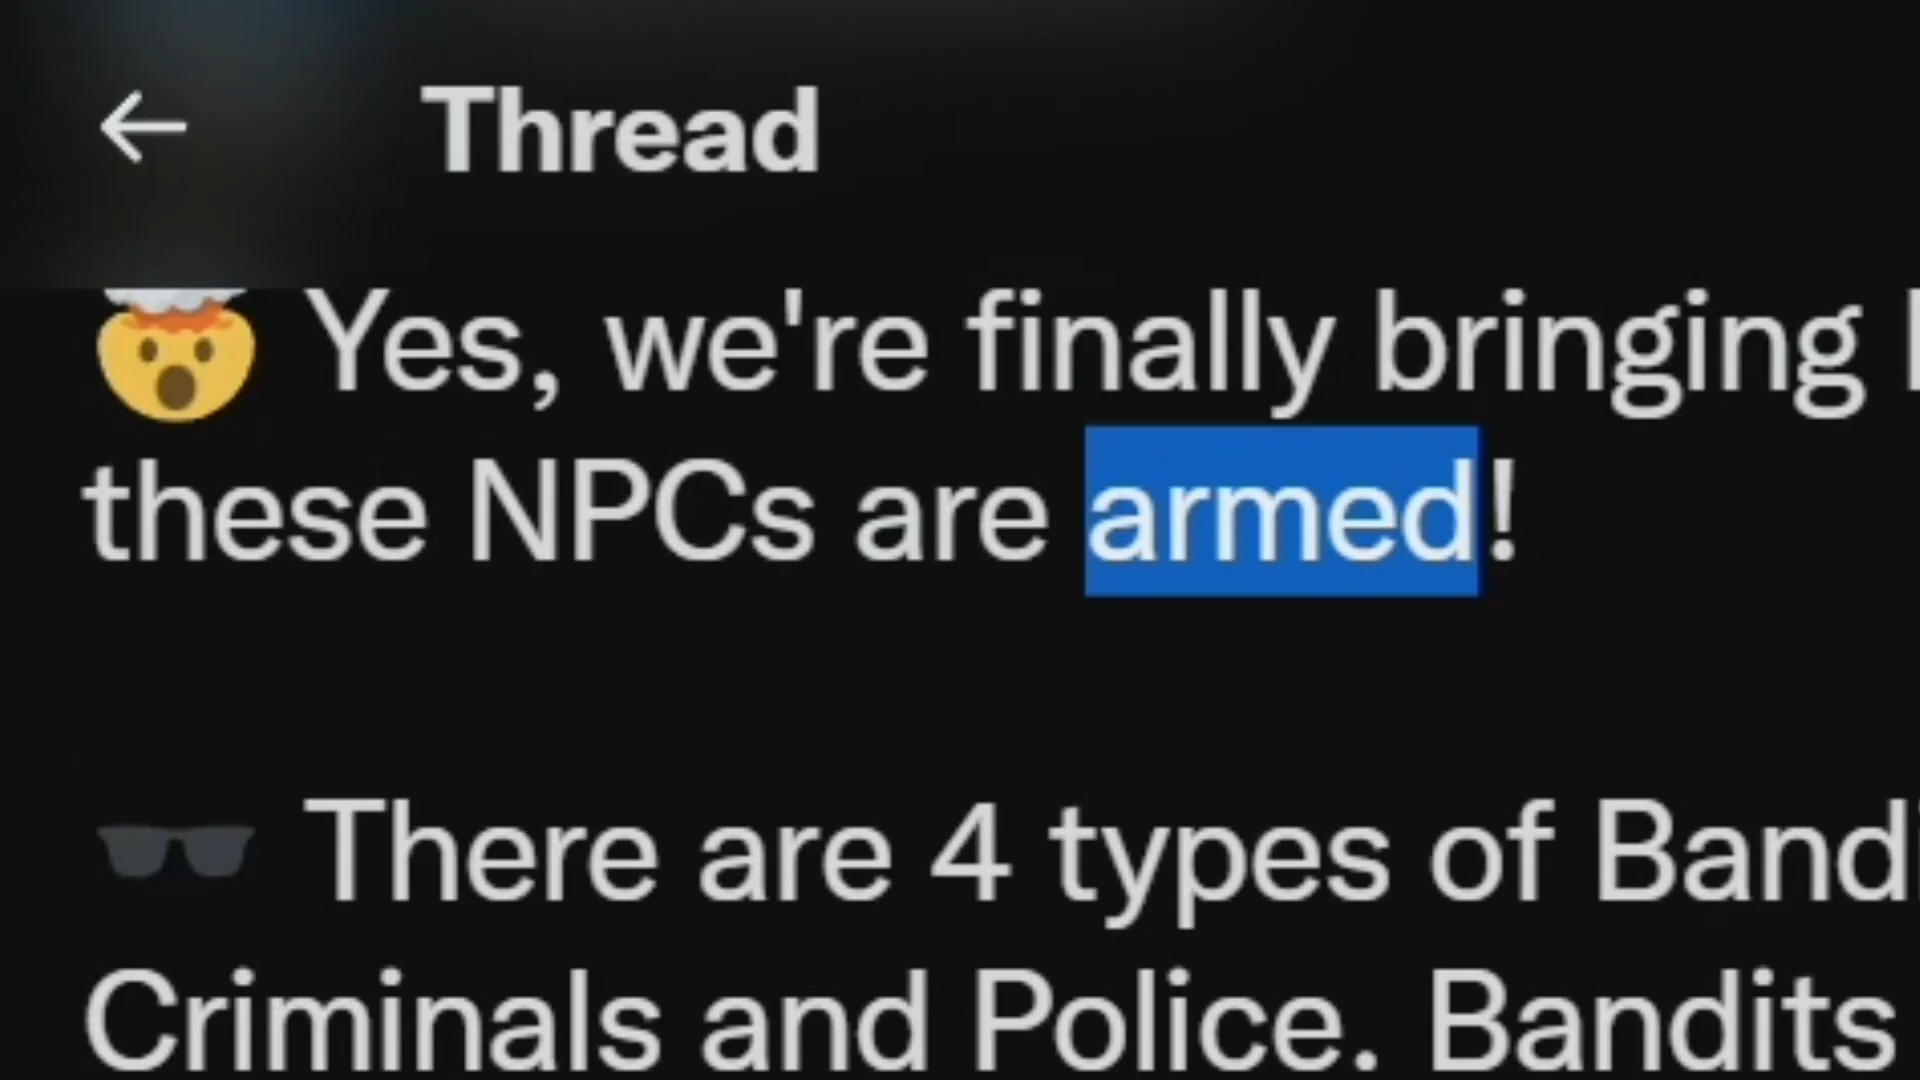 Thread
🤯 Yes, we're finally bringing
these NPCs are armed!
🕶️ There are 4 types of
Criminals and Police. Bandits